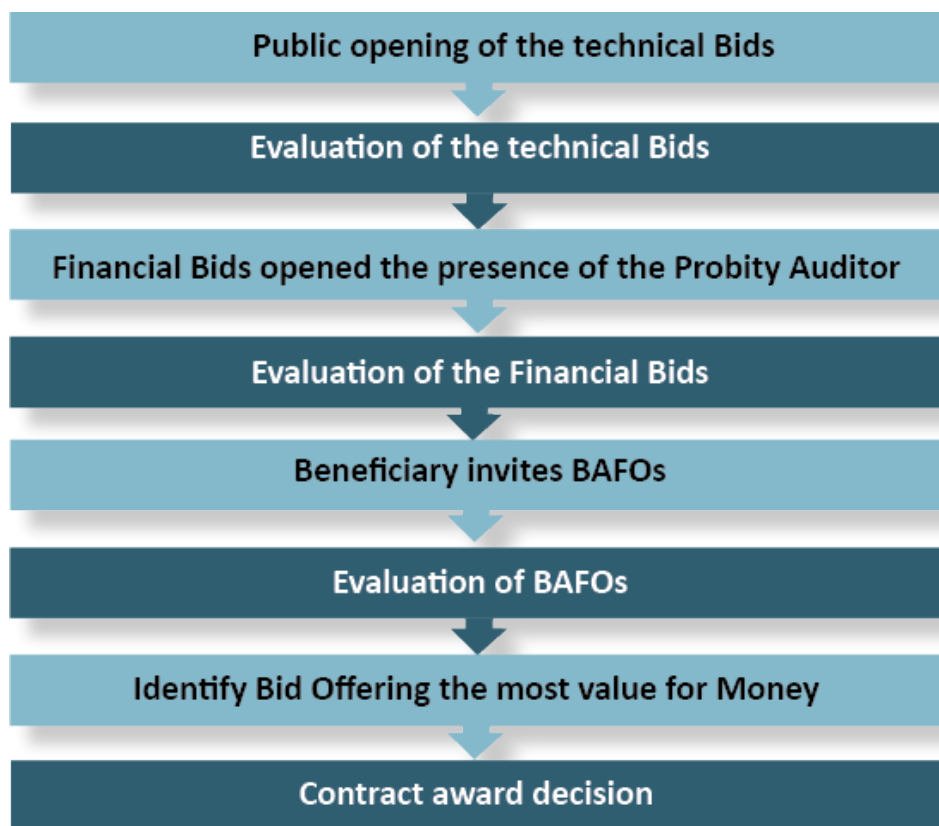 Public opening of the technical Bids
Evaluation of the technical Bids
Financial Bids opened the presence of the Probity Auditor
Evaluation of the Financial Bids
Beneficiary invites BAFOs
Evaluation of BAFOs
Identify Bid Offering the most value for Money
Contract award decision